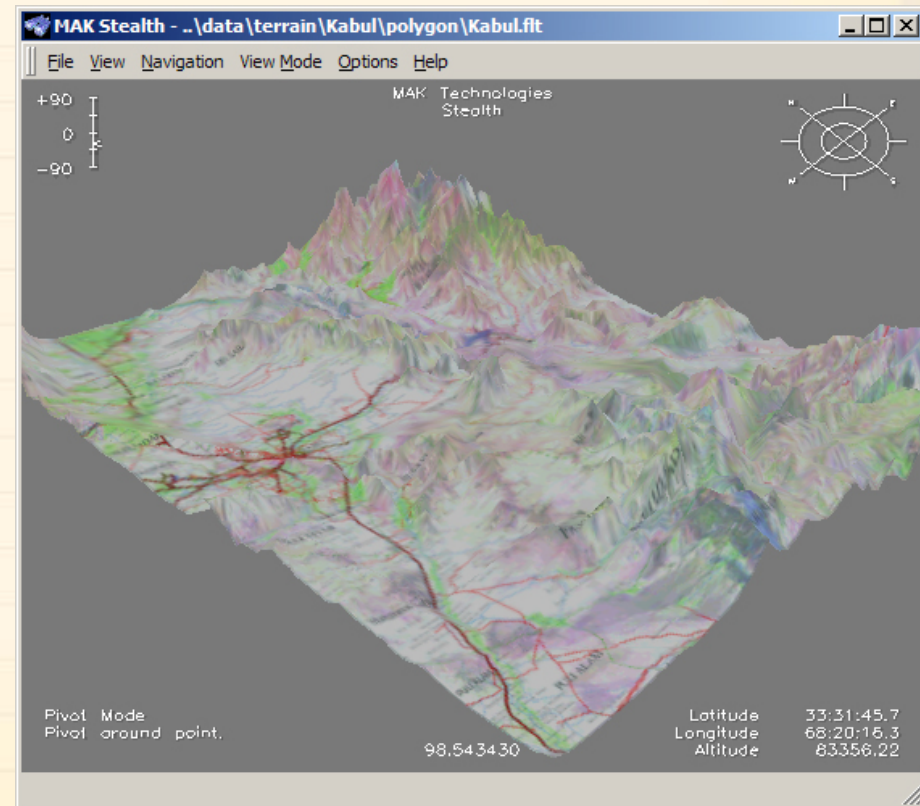 MAK Stealth - ..\data\terrain\Kabul\polygon\Kabul.flt
File View Navigation View Mode Options Help
MAK Technologies
Stealth
+90
0
-90
N E
W S
Pivot Mode
Pivot around point.
98.543430
Latitude 33:31:45.7
Longitude 68:20:16.3
Altitude 83356.22